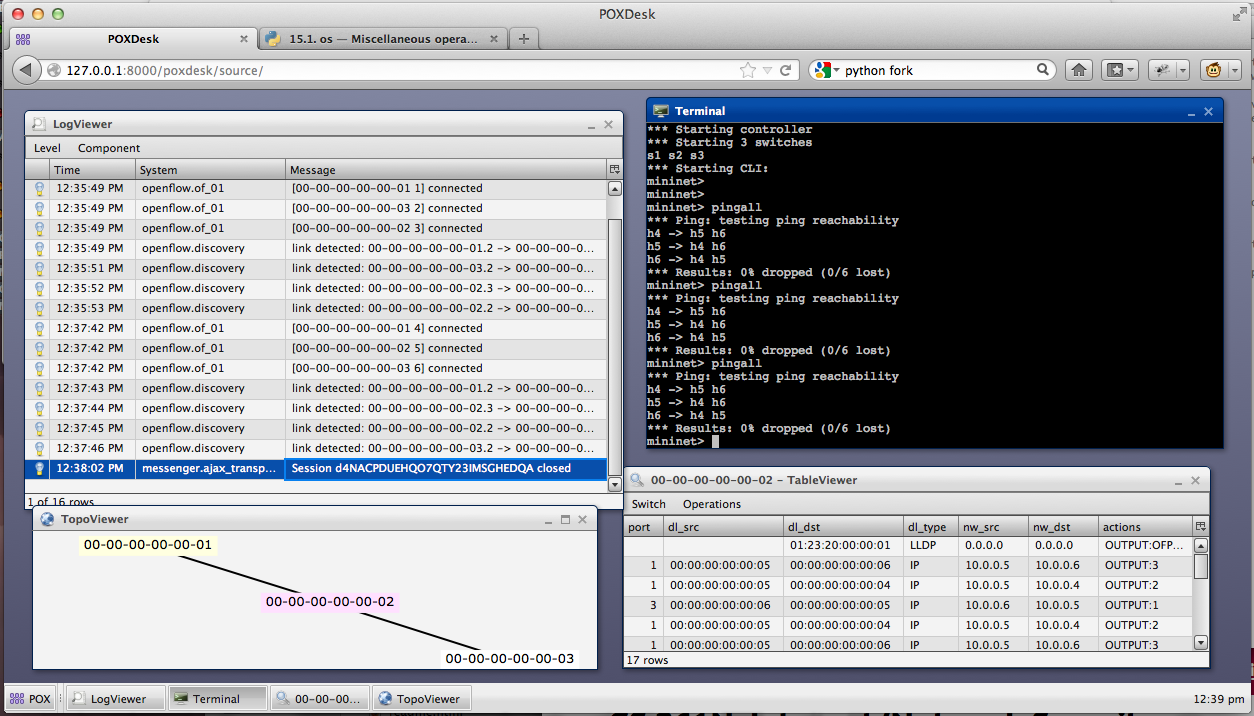 POXDesk
POXDesk
15.1. os — Miscellaneous opera...
127.0.0.1:8000/poxdesk/source/
python fork
LogViewer
Level Component
Time System Message
12:35:49 PM openflow.of_01 [00-00-00-00-00-01 1] connected
12:35:49 PM openflow.of_01 [00-00-00-00-00-03 2] connected
12:35:49 PM openflow.of_01 [00-00-00-00-00-02 3] connected
12:35:49 PM openflow.discovery link detected: 00-00-00-00-00-01.2 -> 00-00-00-0...
12:35:51 PM openflow.discovery link detected: 00-00-00-00-00-03.2 -> 00-00-00-0...
12:35:52 PM openflow.discovery link detected: 00-00-00-00-00-02.3 -> 00-00-00-0...
12:35:53 PM openflow.discovery link detected: 00-00-00-00-00-02.2 -> 00-00-00-0...
12:37:42 PM openflow.of_01 [00-00-00-00-00-01 4] connected
12:37:42 PM openflow.of_01 [00-00-00-00-00-02 5] connected
12:37:42 PM openflow.of_01 [00-00-00-00-00-03 6] connected
12:37:43 PM openflow.discovery link detected: 00-00-00-00-00-01.2 -> 00-00-00-0...
12:37:44 PM openflow.discovery link detected: 00-00-00-00-00-02.3 -> 00-00-00-0...
12:37:45 PM openflow.discovery link detected: 00-00-00-00-00-02.2 -> 00-00-00-0...
12:37:46 PM openflow.discovery link detected: 00-00-00-00-00-03.2 -> 00-00-00-0...
12:38:02 PM messenger.ajax_transp... Session d4NACPDUEHQO7QTY23IMSGHEDQA closed
1 of 16 rows
Terminal
*** Starting controller
*** Starting 3 switches
s1 s2 s3
*** Starting CLI:
mininet>
mininet>
mininet> pingall
*** Ping: testing ping reachability
h4 -> h5 h6
h5 -> h4 h6
h6 -> h4 h5
*** Results: 0% dropped (0/6 lost)
mininet> pingall
*** Ping: testing ping reachability
h4 -> h5 h6
h5 -> h4 h6
h6 -> h4 h5
*** Results: 0% dropped (0/6 lost)
mininet> pingall
*** Ping: testing ping reachability
h4 -> h5 h6
h5 -> h4 h6
h6 -> h4 h5
*** Results: 0% dropped (0/6 lost)
mininet>
TopoViewer
00-00-00-00-00-01
00-00-00-00-00-02
00-00-00-00-00-03
00-00-00-00-00-02 - TableViewer
Switch Operations
port dl_src dl_dst dl_type nw_src nw_dst actions
01:23:20:00:00:01 LLDP 0.0.0.0 0.0.0.0 OUTPUT:OFP...
1 00:00:00:00:00:05 00:00:00:00:00:06 IP 10.0.0.5 10.0.0.6 OUTPUT:3
1 00:00:00:00:00:05 00:00:00:00:00:04 IP 10.0.0.5 10.0.0.4 OUTPUT:2
3 00:00:00:00:00:06 00:00:00:00:00:05 IP 10.0.0.6 10.0.0.5 OUTPUT:1
1 00:00:00:00:00:05 00:00:00:00:00:04 IP 10.0.0.5 10.0.0.4 OUTPUT:2
1 00:00:00:00:00:05 00:00:00:00:00:06 IP 10.0.0.5 10.0.0.6 OUTPUT:3
17 rows
POX LogViewer Terminal 00-00-00... TopoViewer 12:39 pm